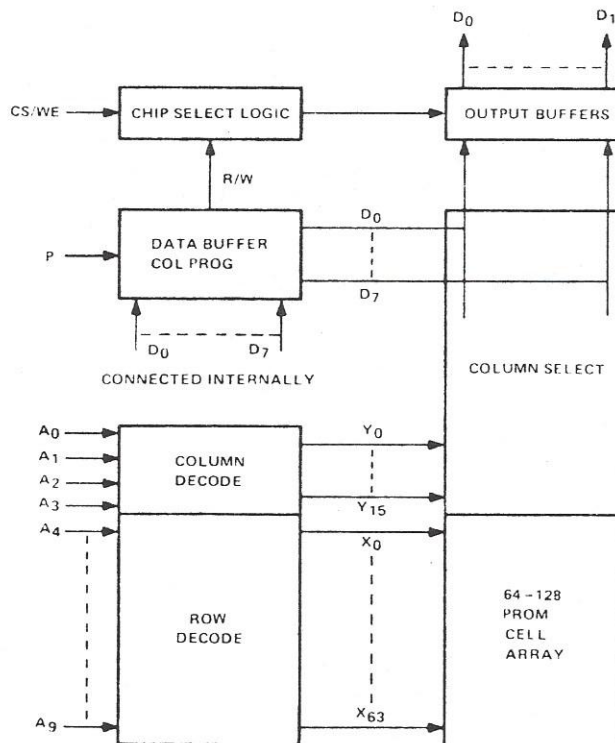 D0 D1
CS/WE
CHIP SELECT LOGIC
OUTPUT BUFFERS
R/W
P
DATA BUFFER
COL PROG
D0
D7
D0 D7
CONNECTED INTERNALLY
COLUMN SELECT
A0
A1
A2
A3
COLUMN
DECODE
Y0
Y15
A4
X0
ROW
DECODE
64-128
PROM
CELL
ARRAY
A9
X63